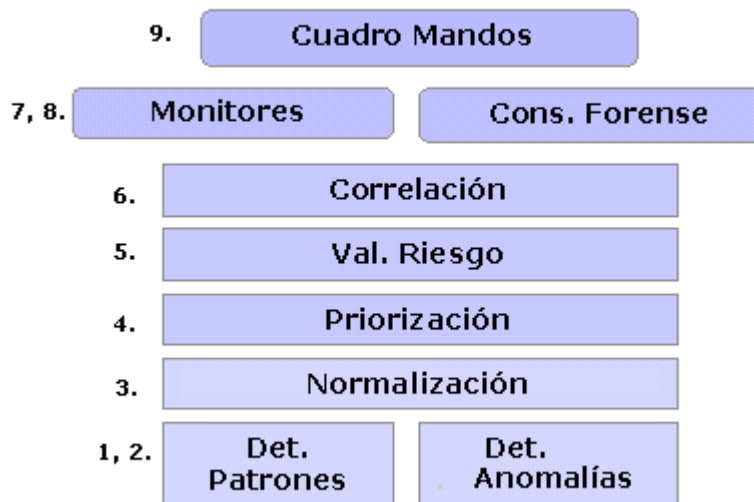 9. Cuadro Mandos
7, 8. Monitores Cons. Forense
6. Correlación
5. Val. Riesgo
4. Priorización
3. Normalización
1, 2. Det. Det.
Patrones Anomalías